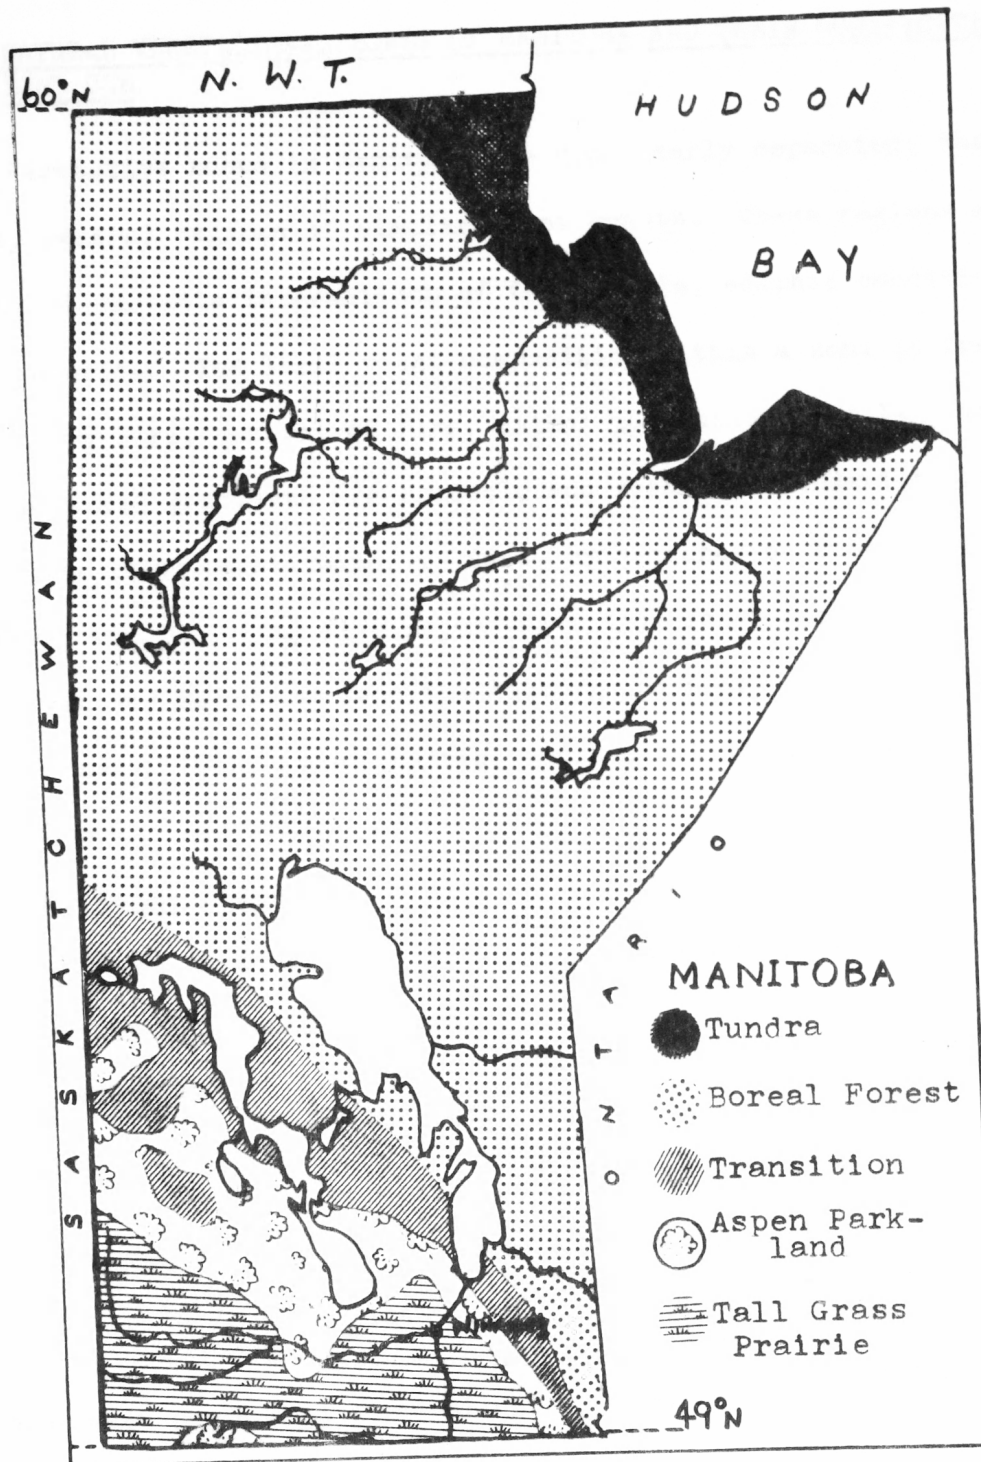 N. W. T.
60°N
HUDSON
BAY
SASKATCHEWAN
ONTARIO
MANITOBA
Tundra
Boreal Forest
Transition
Aspen Park-
land
Tall Grass
Prairie
49°N